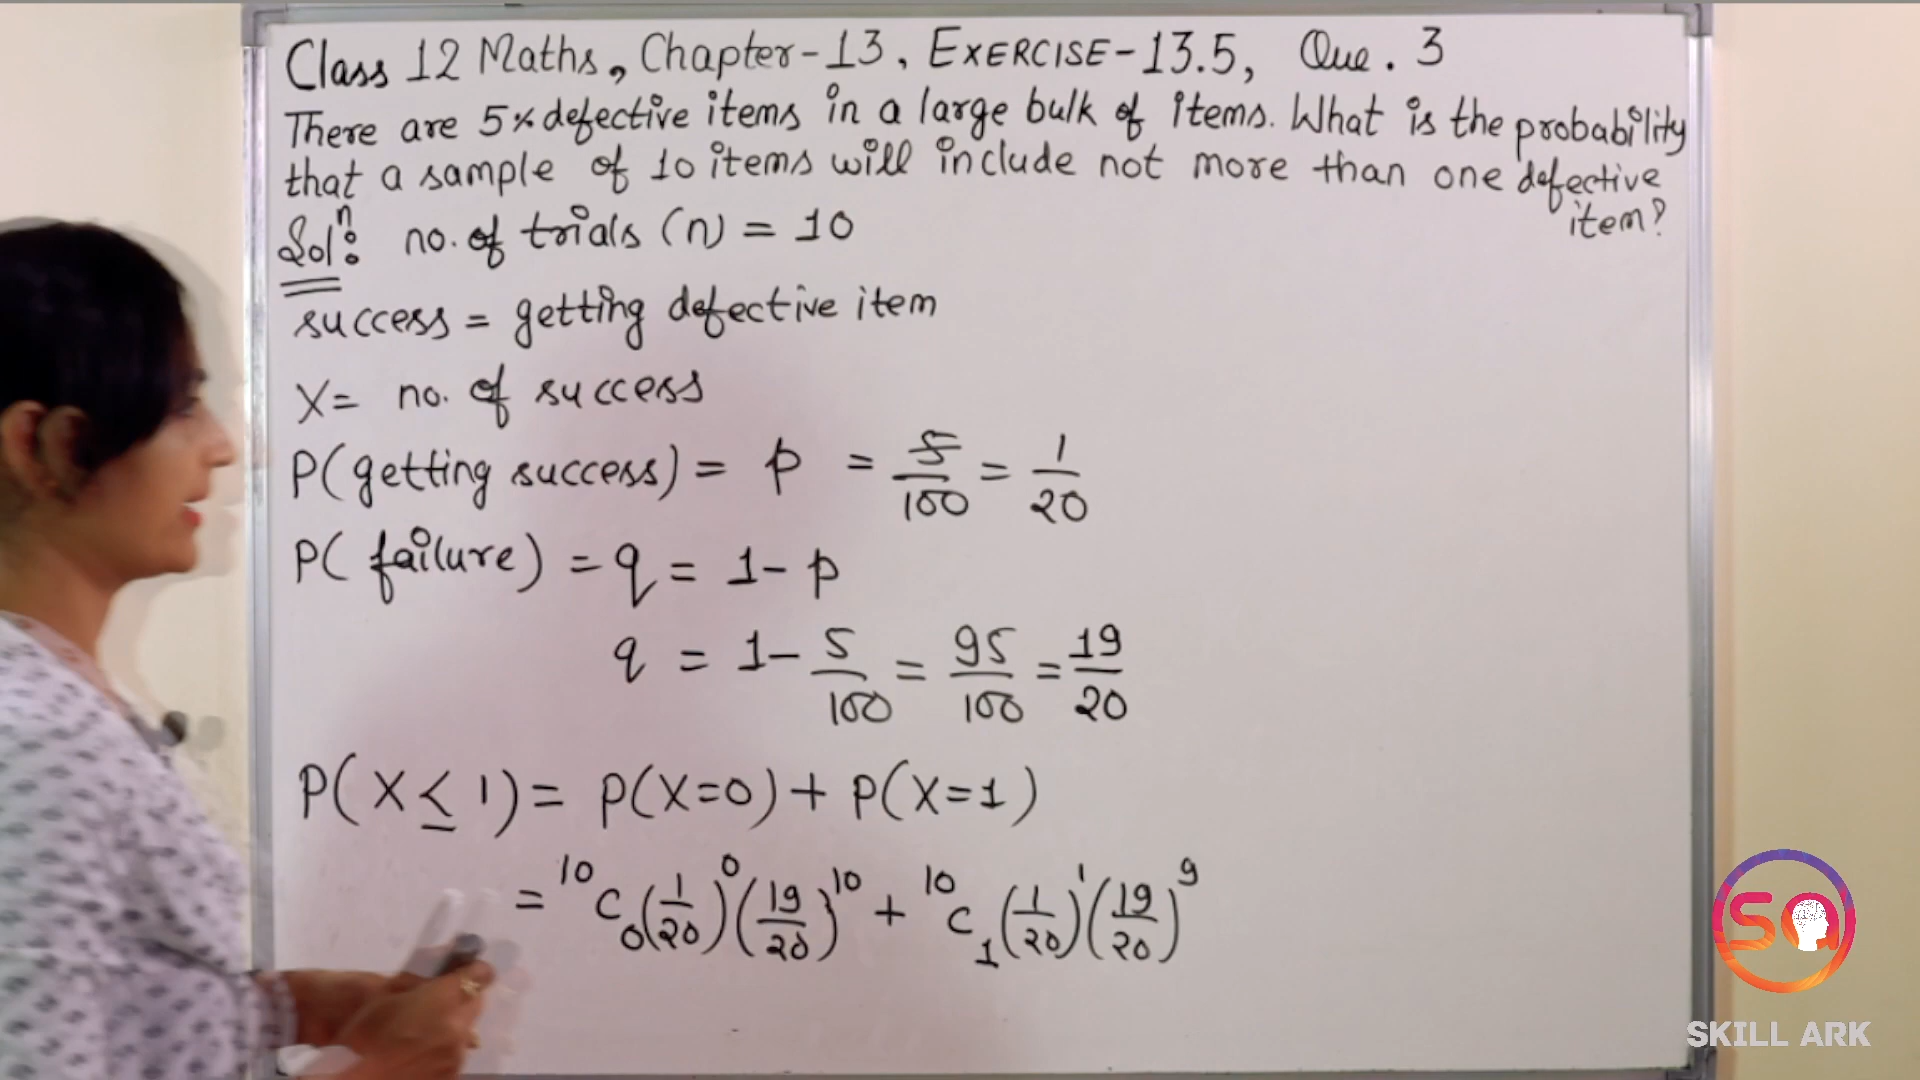 Class 12 Maths, Chapter-13, EXERCISE-13.5, Que. 3
There are 5% defective items in a large bulk of items. What is the probability
that a sample of 10 items will include not more than one defective
item?
Solⁿ: no. of trials (n) = 10
success = getting defective item
X = no. of success
P(getting success) = p = 5/100 = 1/20
P(failure) = q = 1- p
q = 1- 5/100 = 95/100 = 19/20
P(X ≤ 1) = P(X=0) + P(X=1)
= ¹⁰C₀(1/20)⁰(19/20)¹⁰ + ¹⁰C₁(1/20)¹(19/20)⁹
SA
SKILL ARK